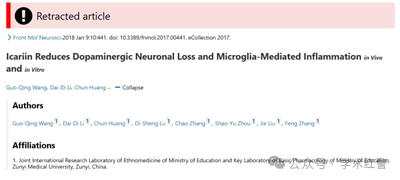 Retracted article
> Front Mol Neurosci. 2018 Jan 9:10:441. doi: 10.3389/fnmol.2017.00441. eCollection 2017.
Icariin Reduces Dopaminergic Neuronal Loss and Microglia-Mediated Inflammation in Vivo
and in Vitro
Guo-Qing Wang, Dai-Di Li, Chun Huang ... — Collapse
Authors
Guo-Qing Wang 1, Dai-Di Li 1, Chun Huang 1, Di-Sheng Lu 1, Chao Zhang 1, Shao-Yu Zhou 1, Jie Liu 1, Feng Zhang 1
Affiliations
1. Joint International Research Laboratory of Ethnomedicine of Ministry of Education and Key Laboratory of Basic Pharmacology of Ministry of Education,
Zunyi Medical University, Zunyi, China.
公众号 · 学术红唇